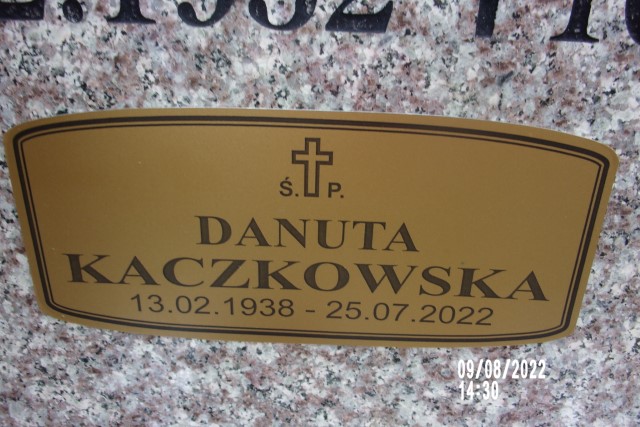 Ś. P.
DANUTA
KACZKOWSKA
13.02.1938 - 25.07.2022
09/08/2022
14:30